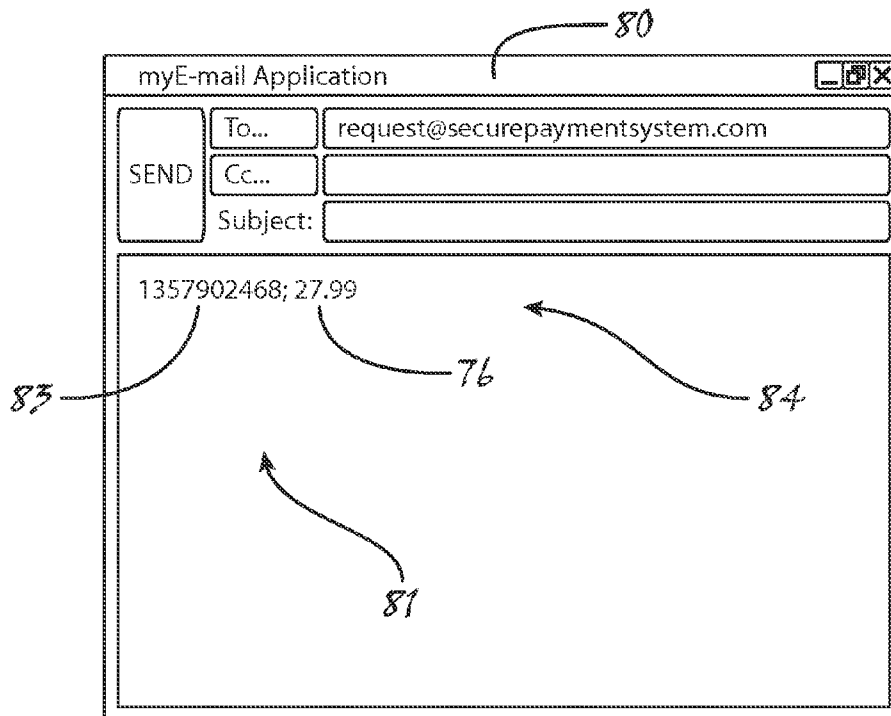 80
myE-mail Application
To... request@securepaymentsystem.com
SEND Cc...
Subject:
1357902468; 27.99
76
83 84
81